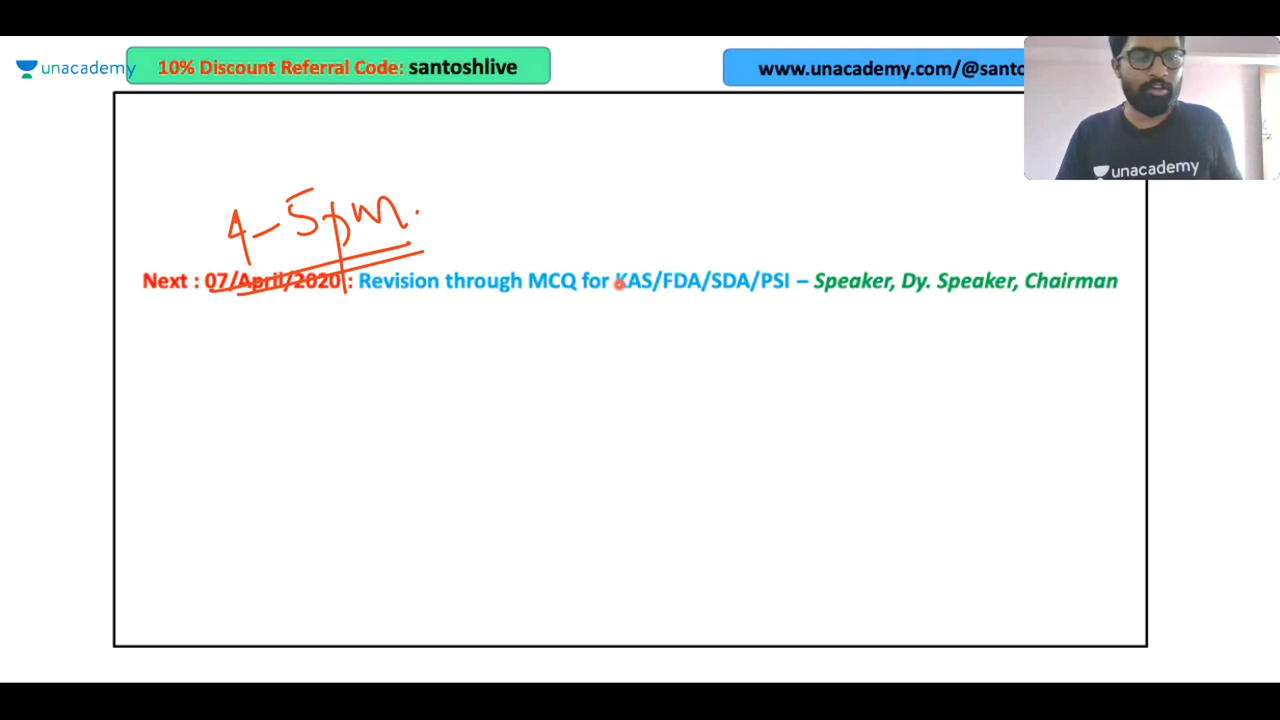 unacademy
10% Discount Referral Code: santoshlive
www.unacademy.com/@santo
unacademy
4-5pm.
Next : 07/April/2020 : Revision through MCQ for KAS/FDA/SDA/PSI – Speaker, Dy. Speaker, Chairman